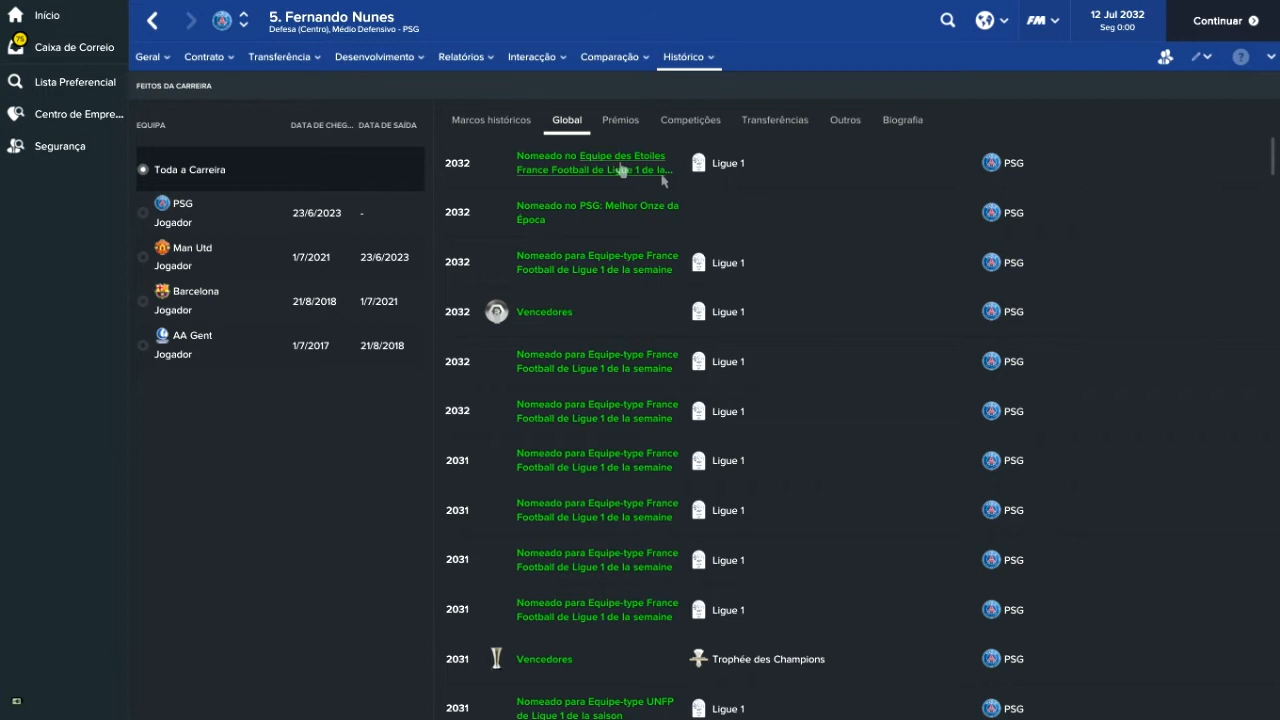 Início
75
Caixa de Correio
Lista Preferencial
Centro de Empre...
Segurança
5. Fernando Nunes
Defesa (Centro), Médio Defensivo - PSG
FM
12 Jul 2032
Seg 0:00
Continuar
Geral
Contrato
Transferência
Desenvolvimento
Relatórios
Interacção
Comparação
Histórico
?
FEITOS DA CARREIRA
EQUIPA
DATA DE CHEG...
DATA DE SAÍDA
Toda a Carreira
PSG
Jogador
23/6/2023
-
Man Utd
Jogador
1/7/2021
23/6/2023
Barcelona
Jogador
21/8/2018
1/7/2021
AA Gent
Jogador
1/7/2017
21/8/2018
Marcos históricos
Global
Prémios
Competições
Transferências
Outros
Biografia
2032
Nomeado no Equipe des Etoiles
France Football de Ligue 1 de la...
Ligue 1
PSG
2032
Nomeado no PSG: Melhor Onze da
Época
PSG
2032
Nomeado para Equipe-type France
Football de Ligue 1 de la semaine
Ligue 1
PSG
2032
Vencedores
Ligue 1
PSG
2032
Nomeado para Equipe-type France
Football de Ligue 1 de la semaine
Ligue 1
PSG
2032
Nomeado para Equipe-type France
Football de Ligue 1 de la semaine
Ligue 1
PSG
2031
Nomeado para Equipe-type France
Football de Ligue 1 de la semaine
Ligue 1
PSG
2031
Nomeado para Equipe-type France
Football de Ligue 1 de la semaine
Ligue 1
PSG
2031
Nomeado para Equipe-type France
Football de Ligue 1 de la semaine
Ligue 1
PSG
2031
Nomeado para Equipe-type France
Football de Ligue 1 de la semaine
Ligue 1
PSG
2031
Vencedores
Trophée des Champions
PSG
2031
Nomeado para Equipe-type UNFP
de Ligue 1 de la saison
Ligue 1
PSG